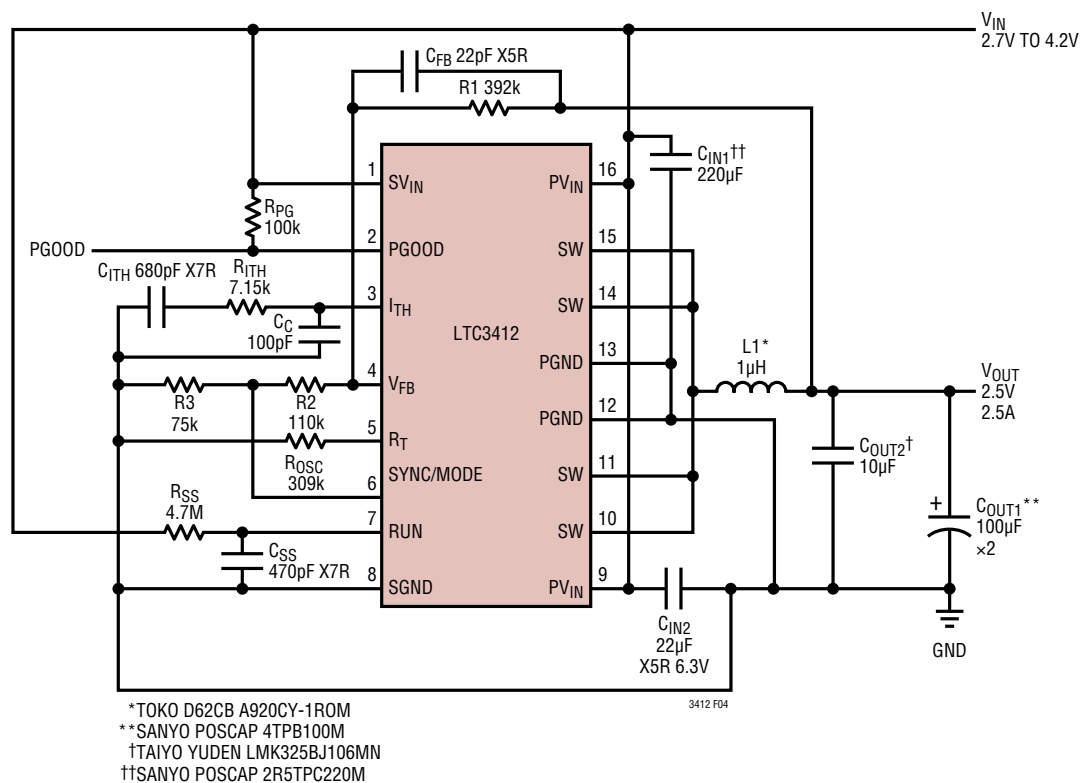 V_IN
2.7V TO 4.2V
C_FB 22pF X5R
R1 392k
C_IN1††
220µF
1
SV_IN
PV_IN
16
R_PG
100k
PGOOD
2
PGOOD
SW
15
C_ITH 680pF X7R
R_ITH
7.15k
3
I_TH
SW
14
C_C
100pF
LTC3412
PGND
13
L1*
1µH
4
V_FB
R3
75k
R2
110k
PGND
12
V_OUT
2.5V
2.5A
5
R_T
R_OSC
309k
C_OUT2†
10µF
6
SYNC/MODE
SW
11
R_SS
4.7M
7
RUN
SW
10
+
C_OUT1**
100µF
×2
C_SS
470pF X7R
8
SGND
PV_IN
9
C_IN2
22µF
X5R 6.3V
GND
3412 F04
*TOKO D62CB A920CY-1ROM
**SANYO POSCAP 4TPB100M
†TAIYO YUDEN LMK325BJ106MN
††SANYO POSCAP 2R5TPC220M